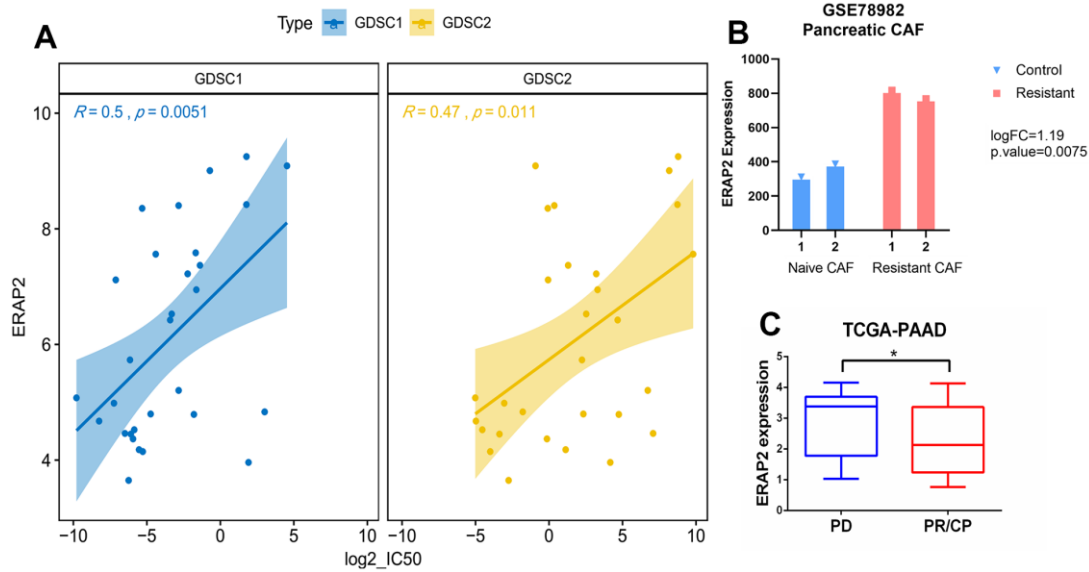 Type GDSC1 GDSC2
A
GDSC1
GDSC2
R = 0.5 , p = 0.0051
R = 0.47 , p = 0.011
ERAP2
10
8
6
4
−10 −5 0 5 10
−10 −5 0 5 10
log2_IC50
B
GSE78982
Pancreatic CAF
ERAP2 Expression
1000
800
600
400
200
0
1 2 1 2
Naive CAF Resistant CAF
Control
Resistant
logFC=1.19
p.value=0.0075
C
TCGA-PAAD
*
ERAP2 expression
5
4
3
2
1
0
PD PR/CP